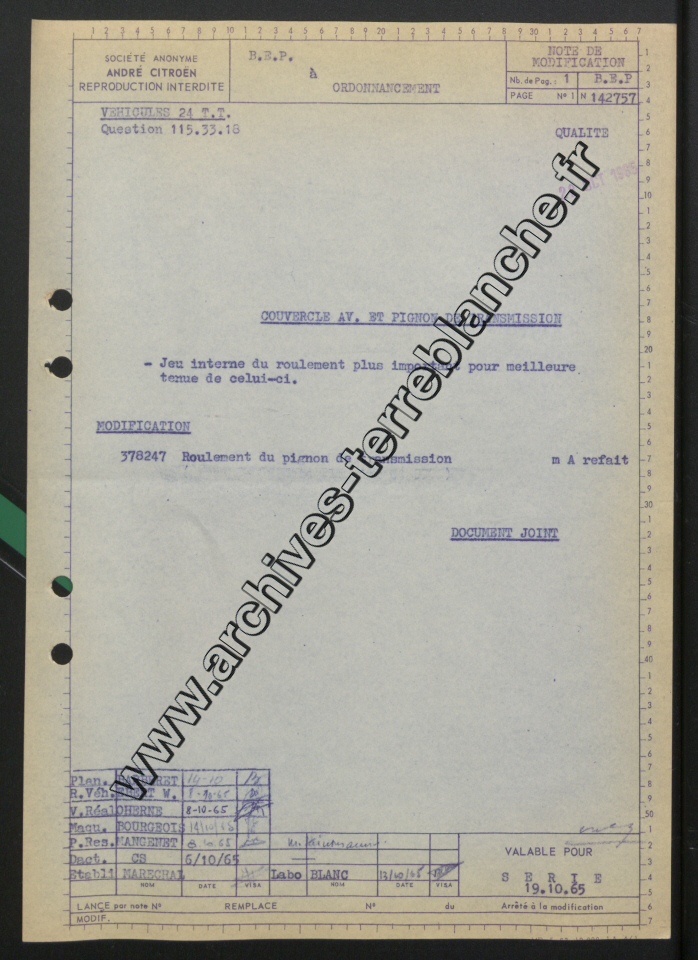 SOCIÉTÉ ANONYME
ANDRÉ CITROËN
REPRODUCTION INTERDITE
B.E.P.
à
ORDONNANCEMENT
NOTE DE
MODIFICATION
Nb. de Pag. : 1 B.E.P
PAGE N° 1 N 142757
VEHICULES 24 T.T.
Question 115.33.18
QUALITE
COUVERCLE AV. ET PIGNON DE TRANSMISSION
- Jeu interne du roulement plus important pour meilleure
tenue de celui-ci.
MODIFICATION
378247 Roulement du pignon de transmission m A refait
DOCUMENT JOINT
www.archives-terreblanche.fr
Plan. 14-10
R.Véh. W.
V.Réal DHERNE 8-10-65
Maqu. BOURGEOIS
P.Res. MANGENET
Dact. CS 6/10/65
Etabli MARECHAL Labo BLANC 13/10/65
NOM DATE VISA NOM DATE VISA
VALABLE POUR
SERIE
19.10.65
LANCE par note N° REMPLACE N° du Arrêté à la modification
MODIF.